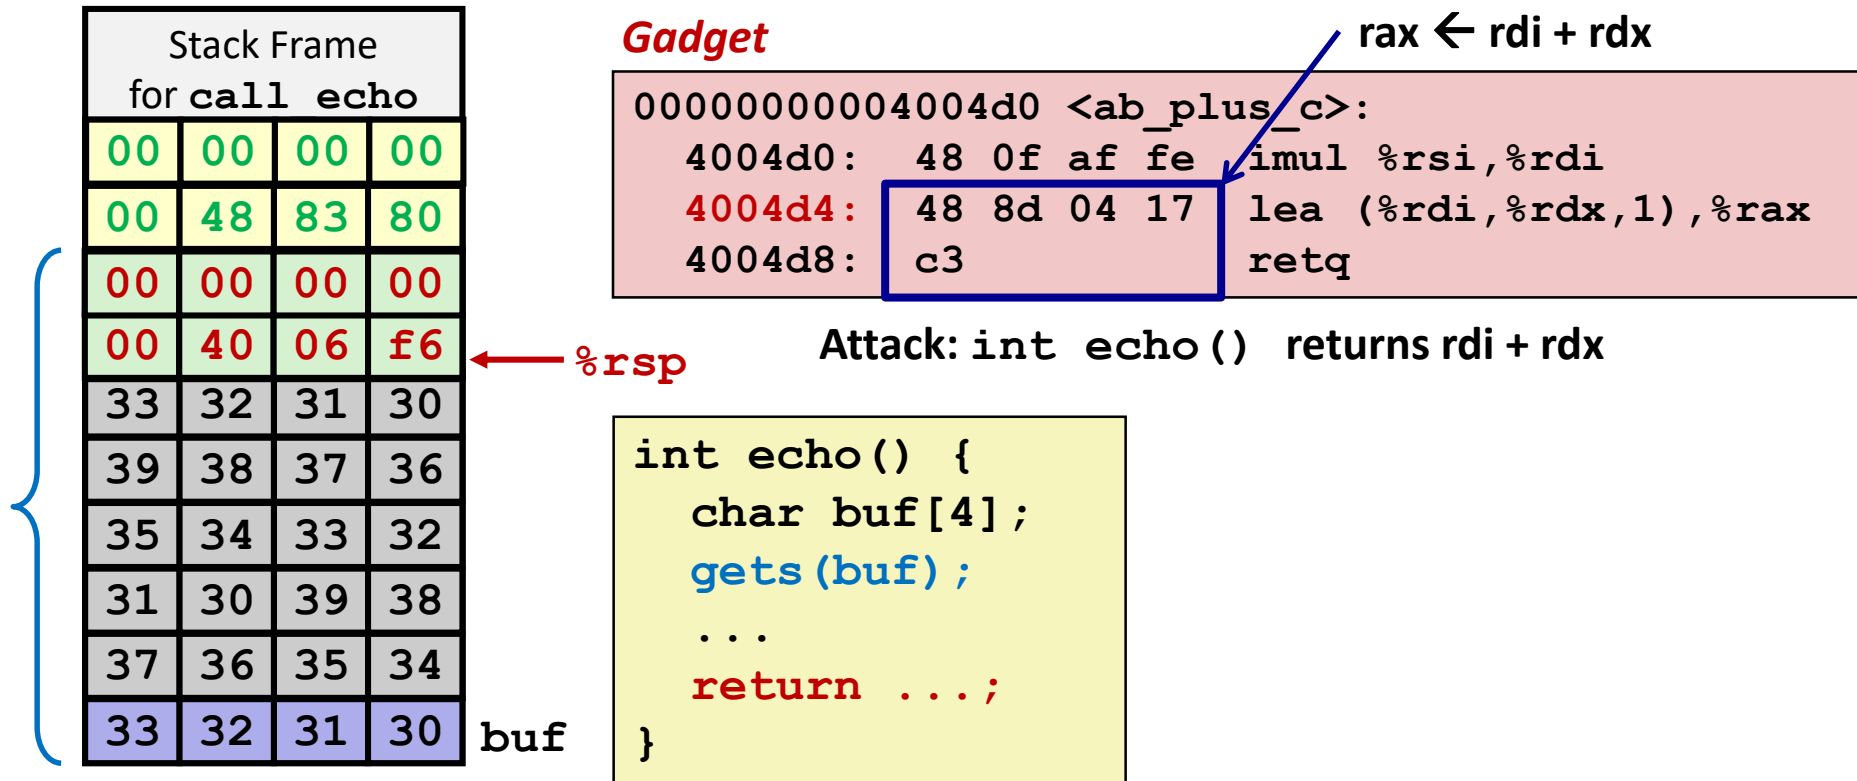 Stack Frame
for call echo
00 00 00 00
00 48 83 80
00 00 00 00
00 40 06 f6
33 32 31 30
39 38 37 36
35 34 33 32
31 30 39 38
37 36 35 34
33 32 31 30
buf
%rsp
Gadget
rax ← rdi + rdx
00000000004004d0 <ab_plus_c>:
4004d0: 48 0f af fe imul %rsi,%rdi
4004d4: 48 8d 04 17 lea (%rdi,%rdx,1),%rax
4004d8: c3 retq
Attack: int echo() returns rdi + rdx
int echo() {
char buf[4];
gets(buf);
...
return ...;
}